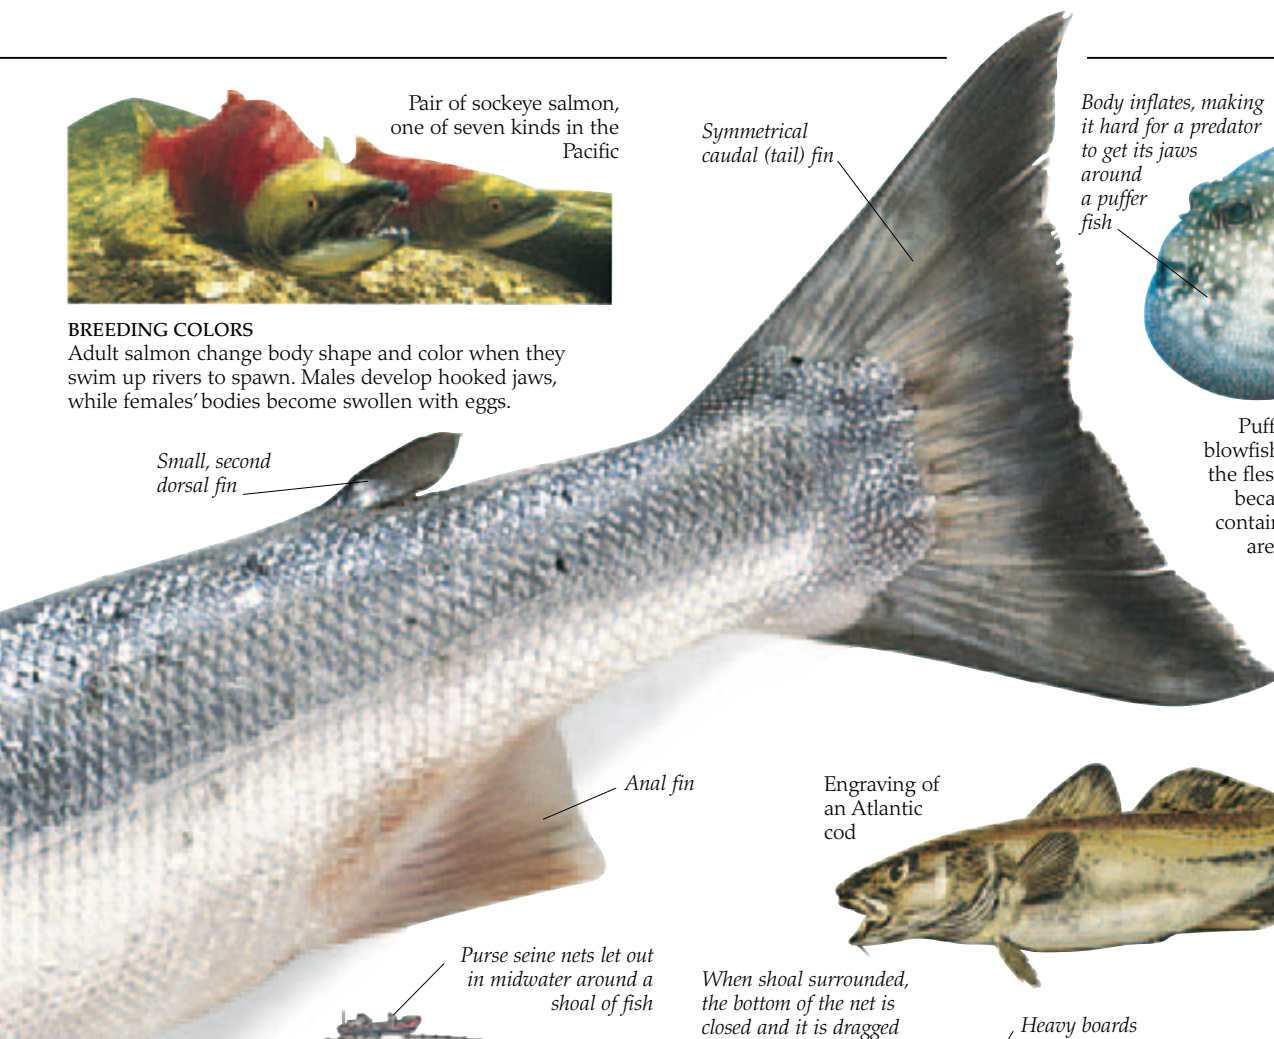 Pair of sockeye salmon,
one of seven kinds in the
Pacific
BREEDING COLORS
Adult salmon change body shape and color when they
swim up rivers to spawn. Males develop hooked jaws,
while females’ bodies become swollen with eggs.
Small, second
dorsal fin
Symmetrical
caudal (tail) fin
Body inflates, making
it hard for a predator
to get its jaws
around
a puffer
fish
blowfish
the
are
Anal fin
Engraving of
an Atlantic
cod
Purse seine nets let out
in midwater around a
shoal of fish
When shoal surrounded,
the bottom of the net is
closed and it is dragged
Heavy boards